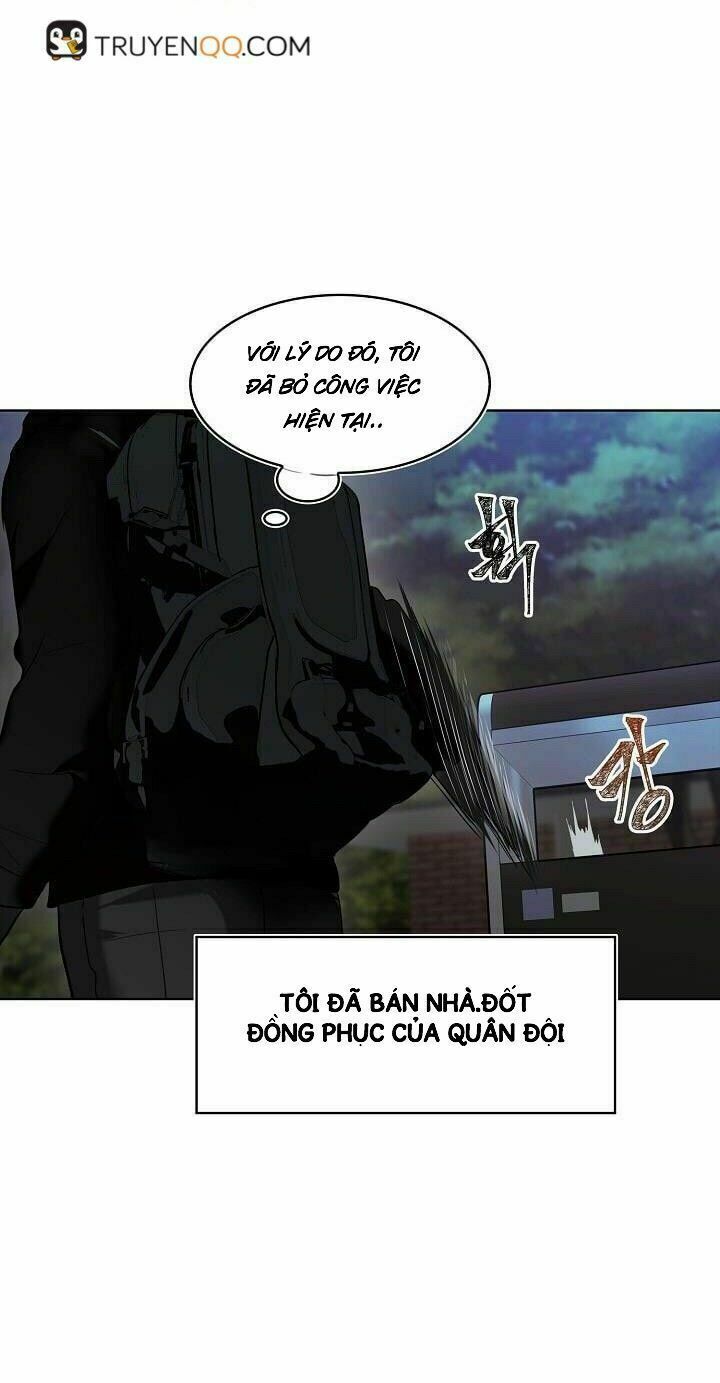 TRUYENQQ.COM
VỚI LÝ DO ĐÓ, TÔI
ĐÃ BỎ CÔNG VIỆC
HIỆN TẠI..
TÔI ĐÃ BÁN NHÀ.ĐỐT
ĐỒNG PHỤC CỦA QUÂN ĐỘI